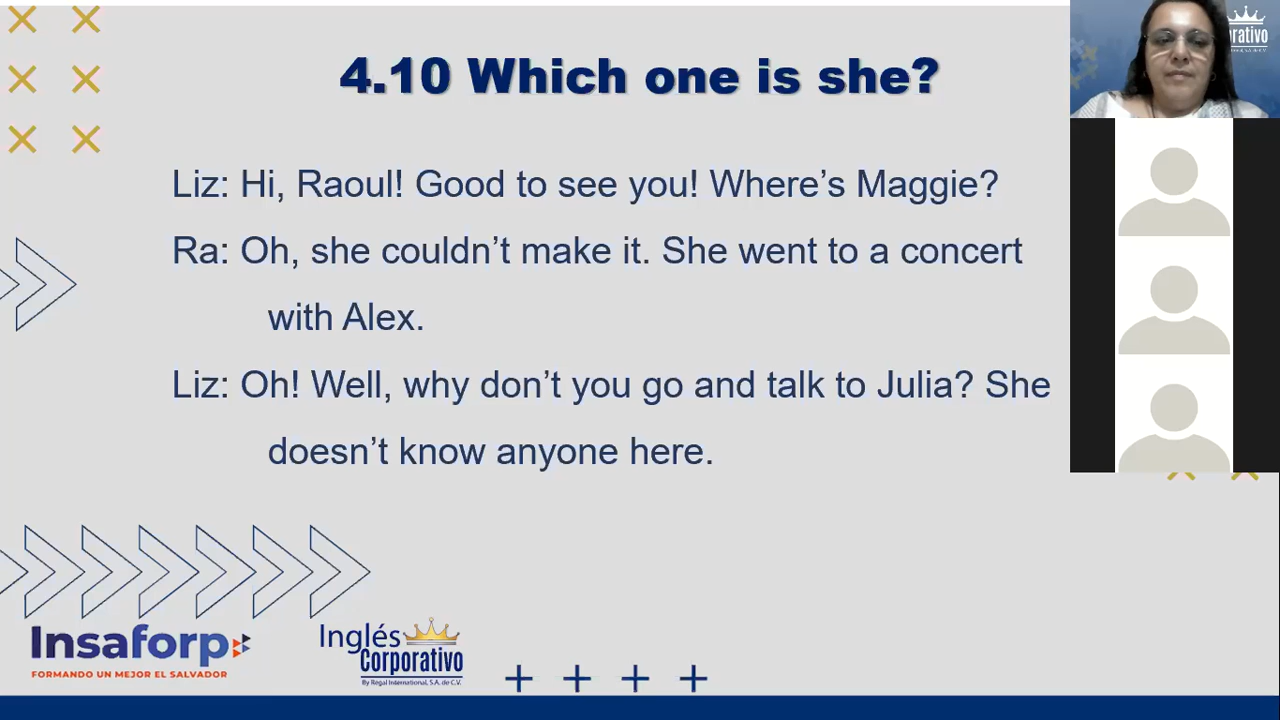 4.10 Which one is she?
Liz: Hi, Raoul! Good to see you! Where’s Maggie?
Ra: Oh, she couldn’t make it. She went to a concert
with Alex.
Liz: Oh! Well, why don’t you go and talk to Julia? She
doesn’t know anyone here.
Insaforp
FORMANDO UN MEJOR EL SALVADOR
Inglés
Corporativo
By Regal International, S.A. de C.V.